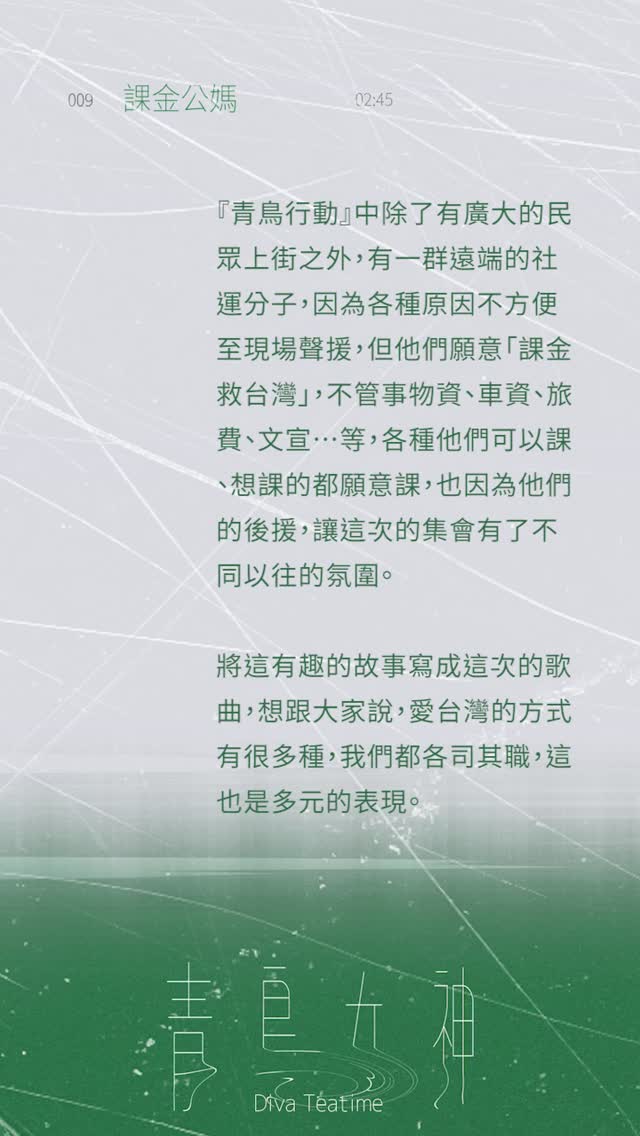 009 課金公媽 02:45
『青鳥行動』中除了有廣大的民
眾上街之外,有一群遠端的社
運分子,因為各種原因不方便
至現場聲援,但他們願意「課金
救台灣」,不管事物資、車資、旅
費、文宣…等,各種他們可以課
、想課的都願意課,也因為他們
的後援,讓這次的集會有了不
同以往的氛圍。
將這有趣的故事寫成這次的歌
曲,想跟大家說,愛台灣的方式
有很多種,我們都各司其職,這
也是多元的表現。
青鳥女神
Diva Teatime